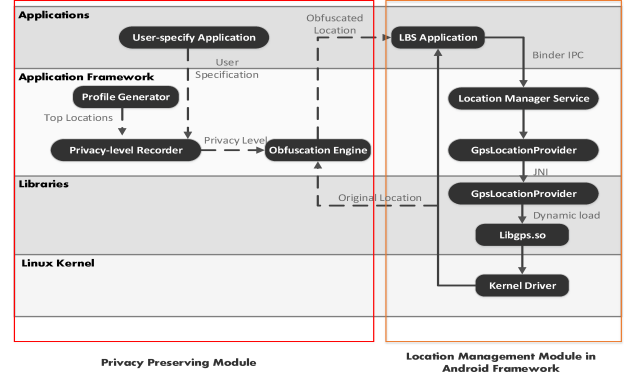 Applications
Obfuscated
Location
User-specify Application
LBS Application
User
Specification
Binder IPC
Application Framework
Profile Generator
Location Manager Service
Top Locations
Privacy Level
Privacy-level Recorder
Obfuscation Engine
GpsLocationProvider
JNI
Libraries
Original Location
GpsLocationProvider
Dynamic load
Libgps.so
Linux Kernel
Kernel Driver
Privacy Preserving Module
Location Management Module in
Android Framework